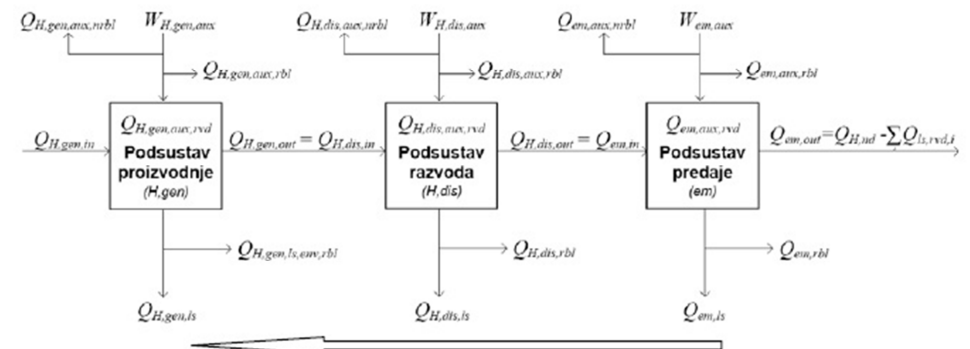 Q_H,gen,aux,nrbl W_H,gen,aux Q_H,dis,aux,nrbl W_H,dis,aux Q_em,aux,nrbl W_em,aux
Q_H,gen,aux,rbl Q_H,dis,aux,rbl Q_em,aux,rbl
Q_H,gen,in
Q_H,gen,aux,rvd
Podsustav
proizvodnje
(H,gen)
Q_H,gen,out = Q_H,dis,in
Q_H,dis,aux,rvd
Podsustav
razvoda
(H,dis)
Q_H,dis,out = Q_em,in
Q_em,aux,rvd
Podsustav
predaje
(em)
Q_em,out=Q_H,nd -∑Q_ls,rvd,i
Q_H,gen,ls,env,rbl Q_H,dis,rbl Q_em,rbl
Q_H,gen,ls Q_H,dis,ls Q_em,ls